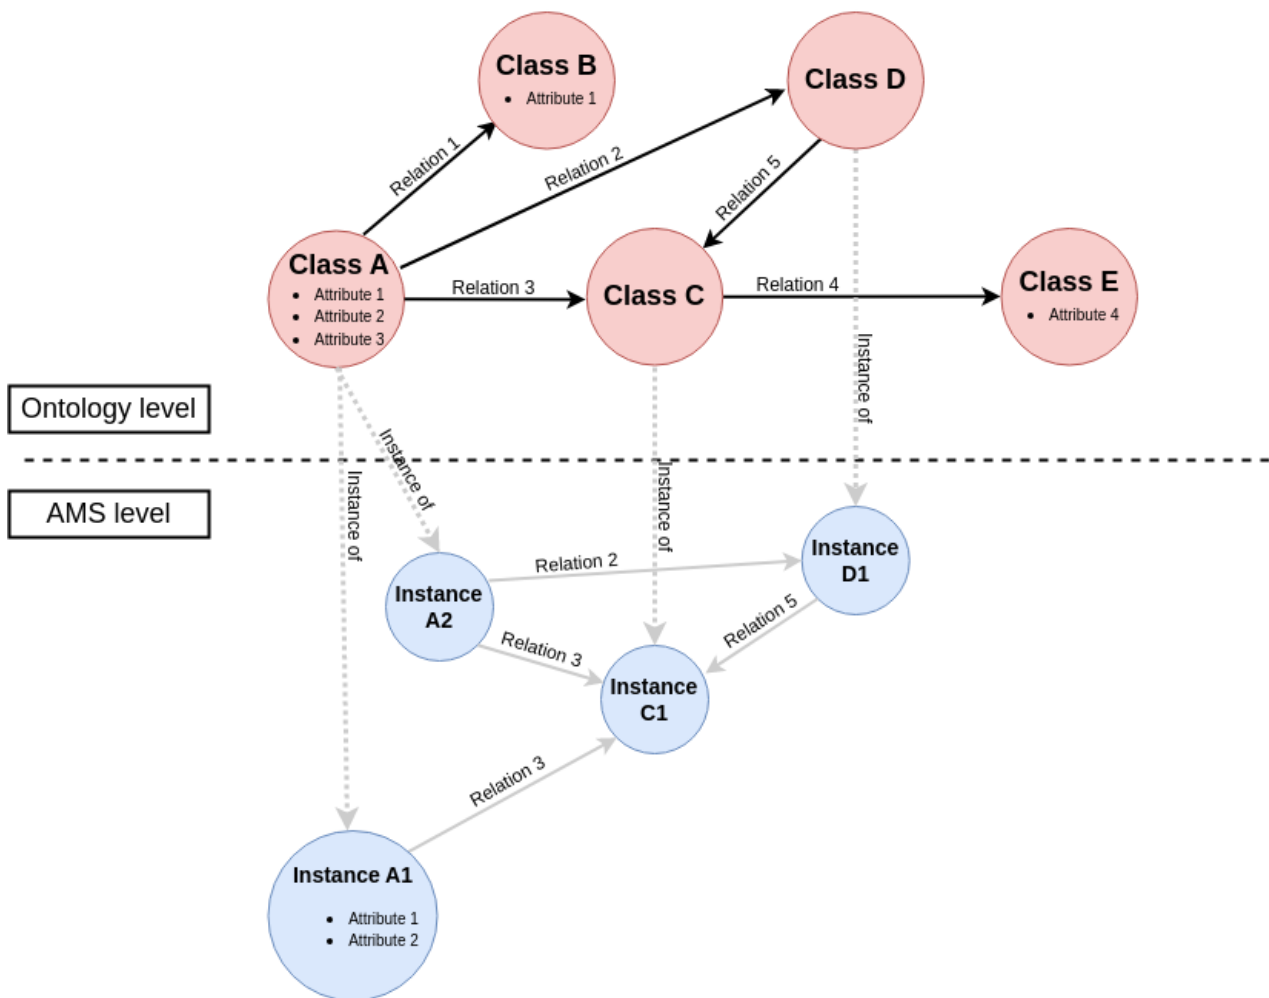 Class B
• Attribute 1
Class D
Relation 1
Relation 2
Relation 5
Class A
• Attribute 1
• Attribute 2
• Attribute 3
Relation 3
Class C
Relation 4
Class E
• Attribute 4
Instance of
Ontology level
Instance of
Instance of
Instance of
AMS level
Instance
D1
Relation 2
Instance
A2
Relation 5
Relation 3
Instance
C1
Relation 3
Instance A1
• Attribute 1
• Attribute 2